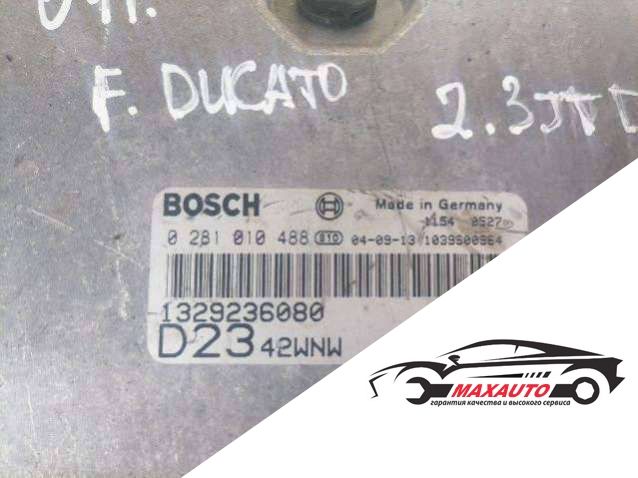 F. DUCATO
2.3JTD
BOSCH
Made in Germany
1154 0527
0 281 010 488 S10 04-09-13 1039S00964
1329236080
D23 42WNW
MAXAUTO
гарантия качества и высокого сервиса